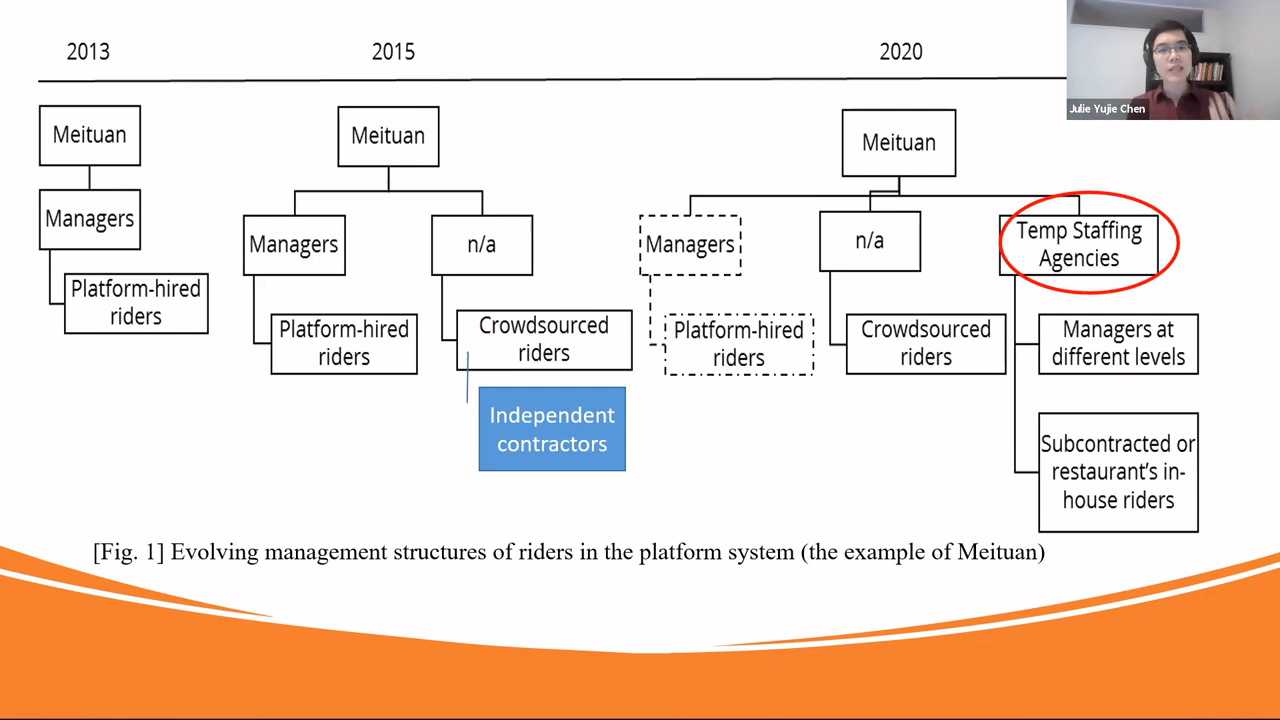 2013
2015
2020
Julie Yujie Chen
Meituan
Managers
Platform-hired
riders
Meituan
Managers
Platform-hired
riders
n/a
Crowdsourced
riders
Independent
contractors
Meituan
Managers
Platform-hired
riders
n/a
Crowdsourced
riders
Temp Staffing
Agencies
Managers at
different levels
Subcontracted or
restaurant's in-
house riders
[Fig. 1] Evolving management structures of riders in the platform system (the example of Meituan)